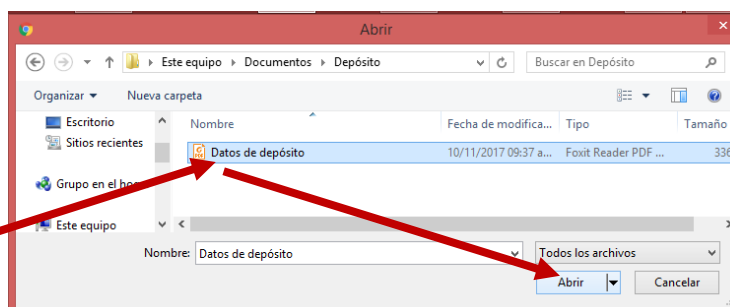 Abrir
Este equipo Documentos Depósito
Buscar en Depósito
Organizar Nueva carpeta
Escritorio
Sitios recientes
Grupo en el
Este equipo
Nombre Fecha de modifica... Tipo Tamaño
Datos de depósito 10/11/2017 09:37 a... Foxit Reader PDF ... 336
Nombre: Datos de depósito
Todos los archivos
Abrir Cancelar